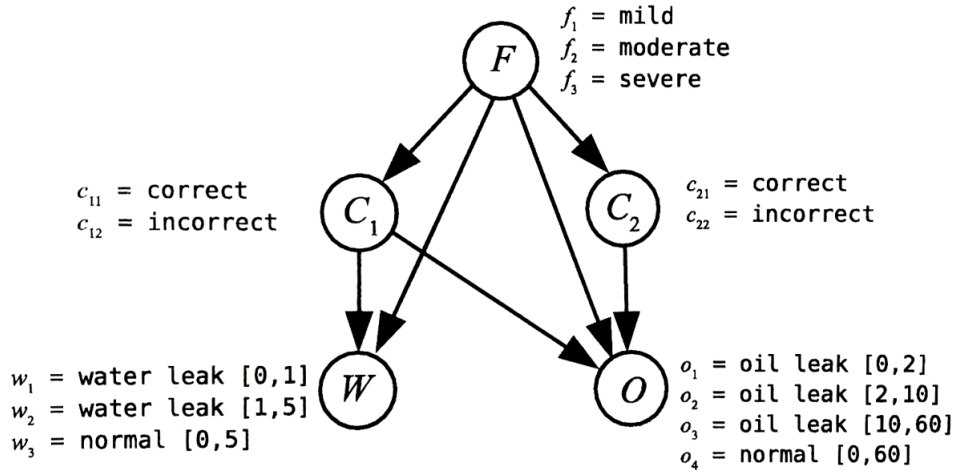 f₁ = mild
f₂ = moderate
f₃ = severe
F
c₁₁ = correct
c₁₂ = incorrect
C₁
C₂
c₂₁ = correct
c₂₂ = incorrect
w₁ = water leak [0,1]
w₂ = water leak [1,5]
w₃ = normal [0,5]
W
O
o₁ = oil leak [0,2]
o₂ = oil leak [2,10]
o₃ = oil leak [10,60]
o₄ = normal [0,60]